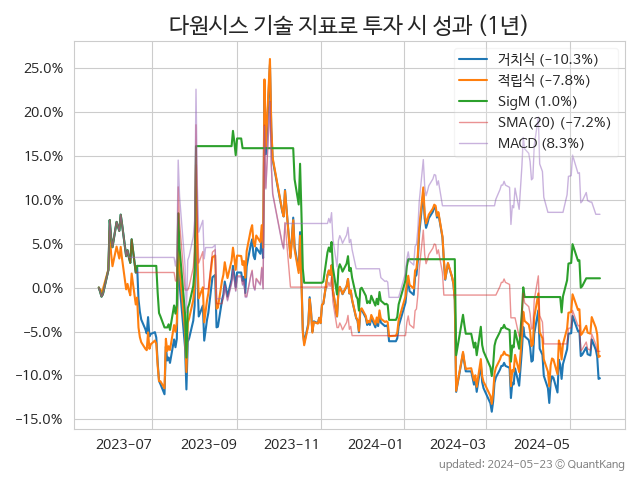 다원시스 기술 지표로 투자 시 성과 (1년)
25.0%
20.0%
15.0%
10.0%
5.0%
0.0%
−5.0%
−10.0%
−15.0%
거치식 (−10.3%)
적립식 (−7.8%)
SigM (1.0%)
SMA(20) (−7.2%)
MACD (8.3%)
2023−07 2023−09 2023−11 2024−01 2024−03 2024−05
updated: 2024−05−23 ⓒ QuantKang